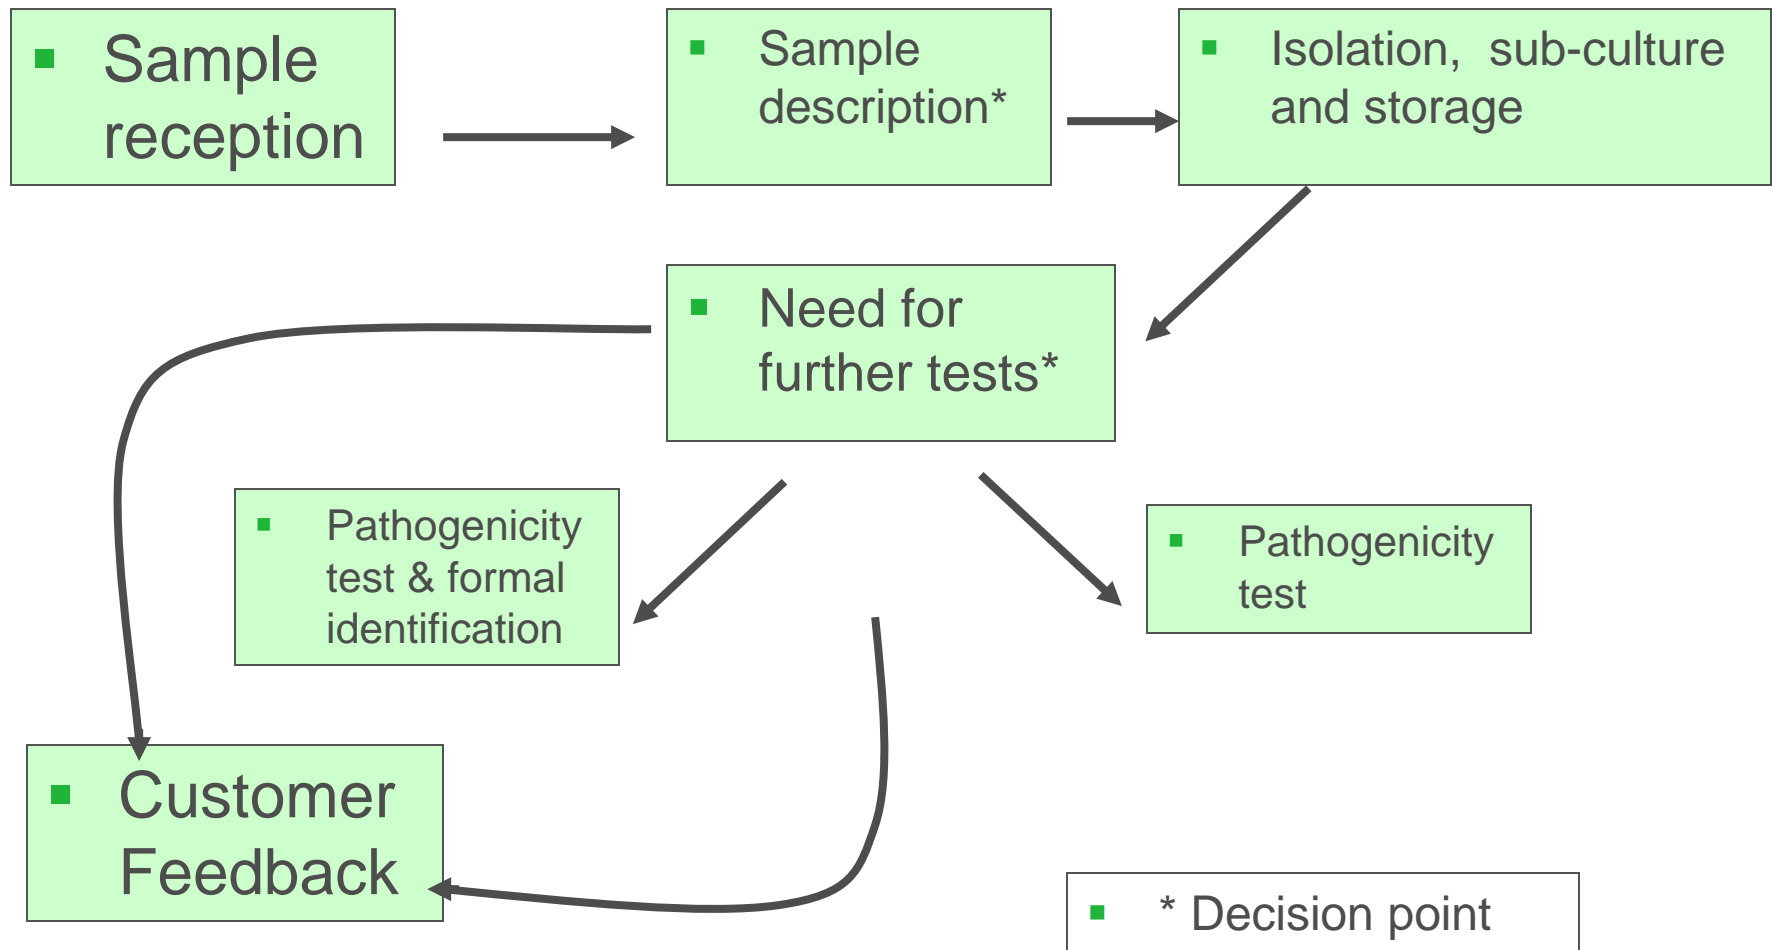 Sample
reception
Sample
description*
Isolation, sub-culture
and storage
Need for
further tests*
Pathogenicity
test & formal
identification
Pathogenicity
test
Customer
Feedback
* Decision point